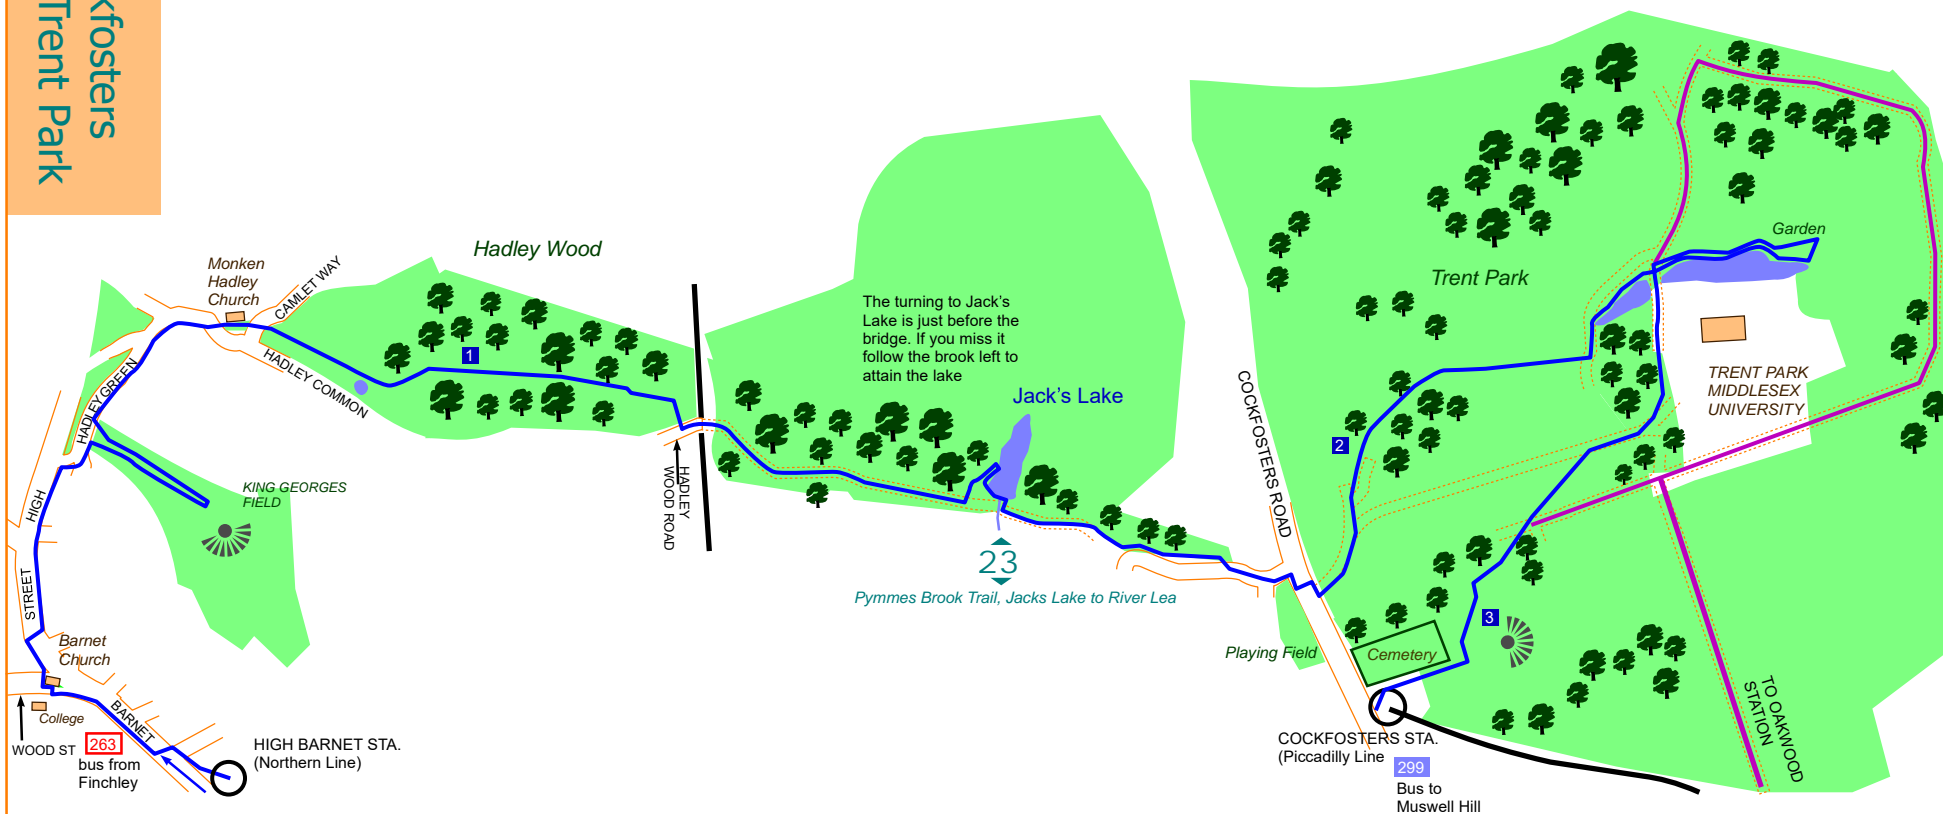 kfosters
Trent Park
Monken
Hadley
Church
CAMLET WAY
Hadley Wood
1
HADLEY COMMON
HADLEY GREEN
KING GEORGES
FIELD
HIGH
STREET
Barnet
Church
College
BARNET
WOOD ST
263
bus from
Finchley
HIGH BARNET STA.
(Northern Line)
HADLEY
WOOD ROAD
The turning to Jack's
Lake is just before the
bridge. If you miss it
follow the brook left to
attain the lake
Jack's Lake
23
Pymmes Brook Trail, Jacks Lake to River Lea
COCKFOSTERS ROAD
Trent Park
Garden
TRENT PARK
MIDDLESEX
UNIVERSITY
2
3
Playing Field
Cemetery
COCKFOSTERS STA.
(Piccadilly Line
299
Bus to
Muswell Hill
TO OAKWOOD
STATION